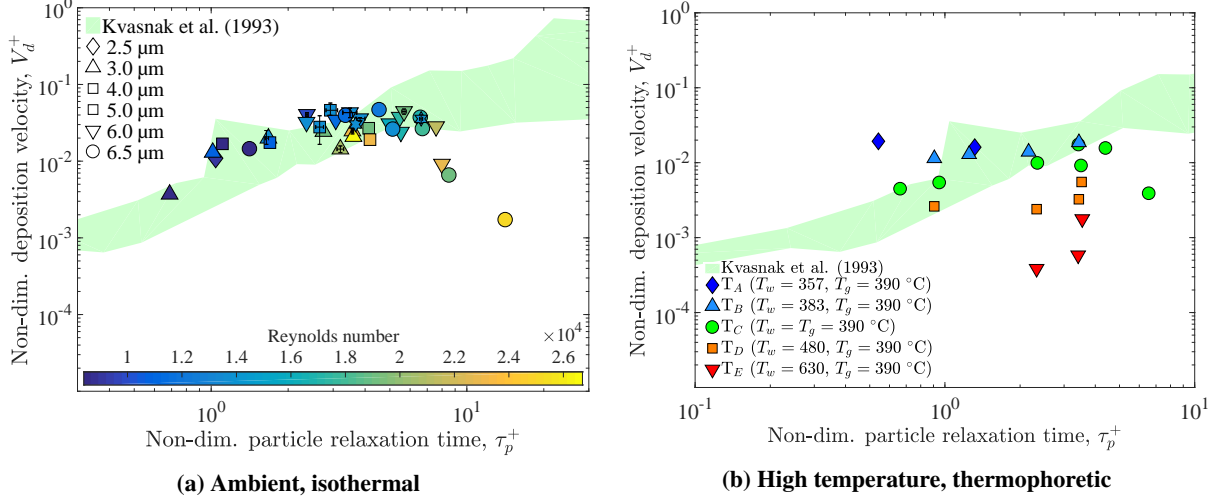 10^0
10^-1
10^-2
10^-3
10^-4
Non-dim. deposition velocity, V_d^+
Kvasnak et al. (1993)
2.5 μm
3.0 μm
4.0 μm
5.0 μm
6.0 μm
6.5 μm
Reynolds number
×10^4
1 1.2 1.4 1.6 1.8 2 2.2 2.4 2.6
10^0 10^1
Non-dim. particle relaxation time, τ_p^+
(a) Ambient, isothermal
10^0
10^-1
10^-2
10^-3
10^-4
Non-dim. deposition velocity, V_d^+
Kvasnak et al. (1993)
T_A (T_w = 357, T_g = 390 °C)
T_B (T_w = 383, T_g = 390 °C)
T_C (T_w = T_g = 390 °C)
T_D (T_w = 480, T_g = 390 °C)
T_E (T_w = 630, T_g = 390 °C)
10^-1 10^0 10^1
Non-dim. particle relaxation time, τ_p^+
(b) High temperature, thermophoretic